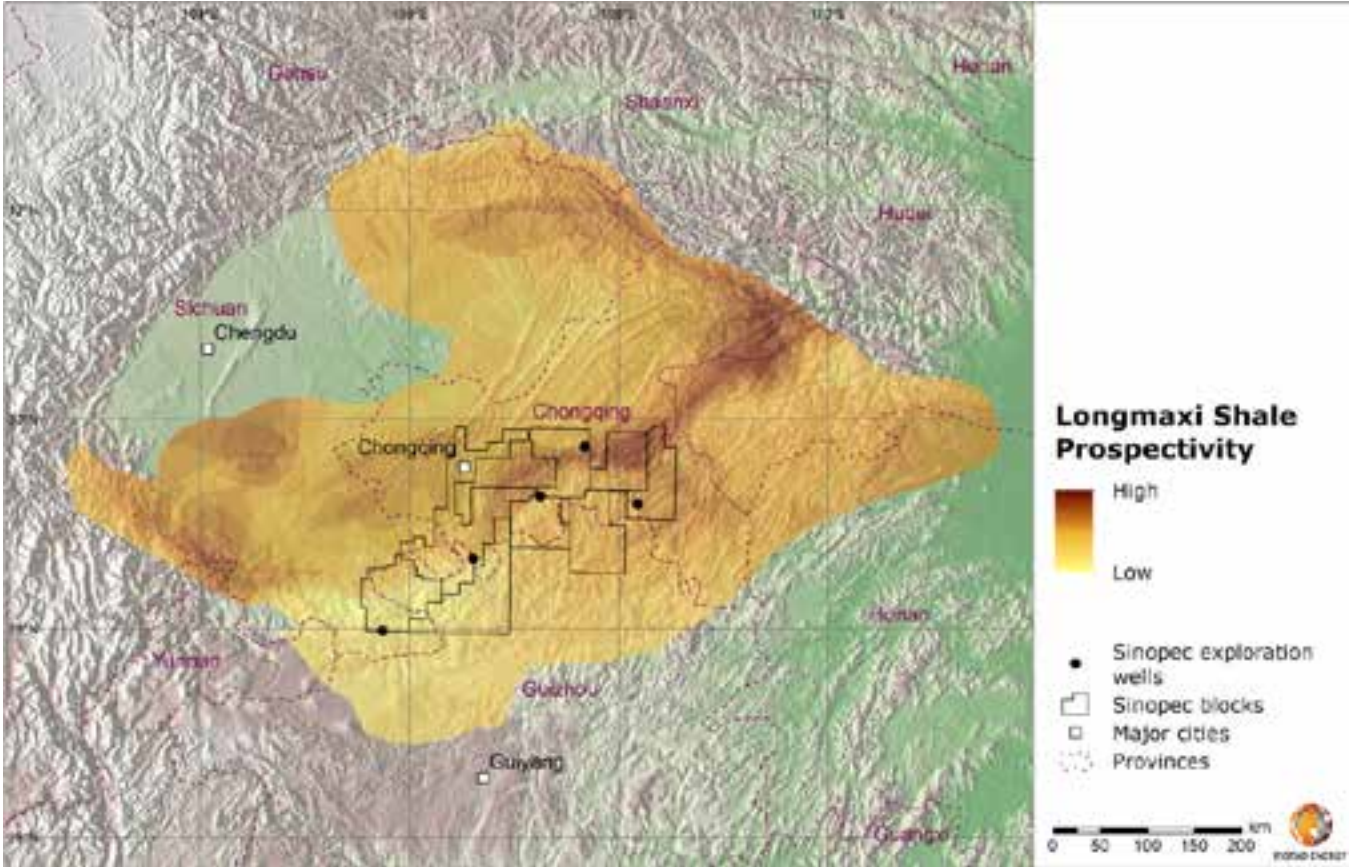 Gansu
Henan
Shaanxi
Hubei
Sichuan
Chengdu
Chongqing
Chongqing
Longmaxi Shale
Prospectivity
High
Low
Hunan
Yunnan
Sinopec exploration
wells
Guizhou
Sinopec blocks
Major cities
Guiyang
Provinces
Guangxi
km
0 50 100 150 200